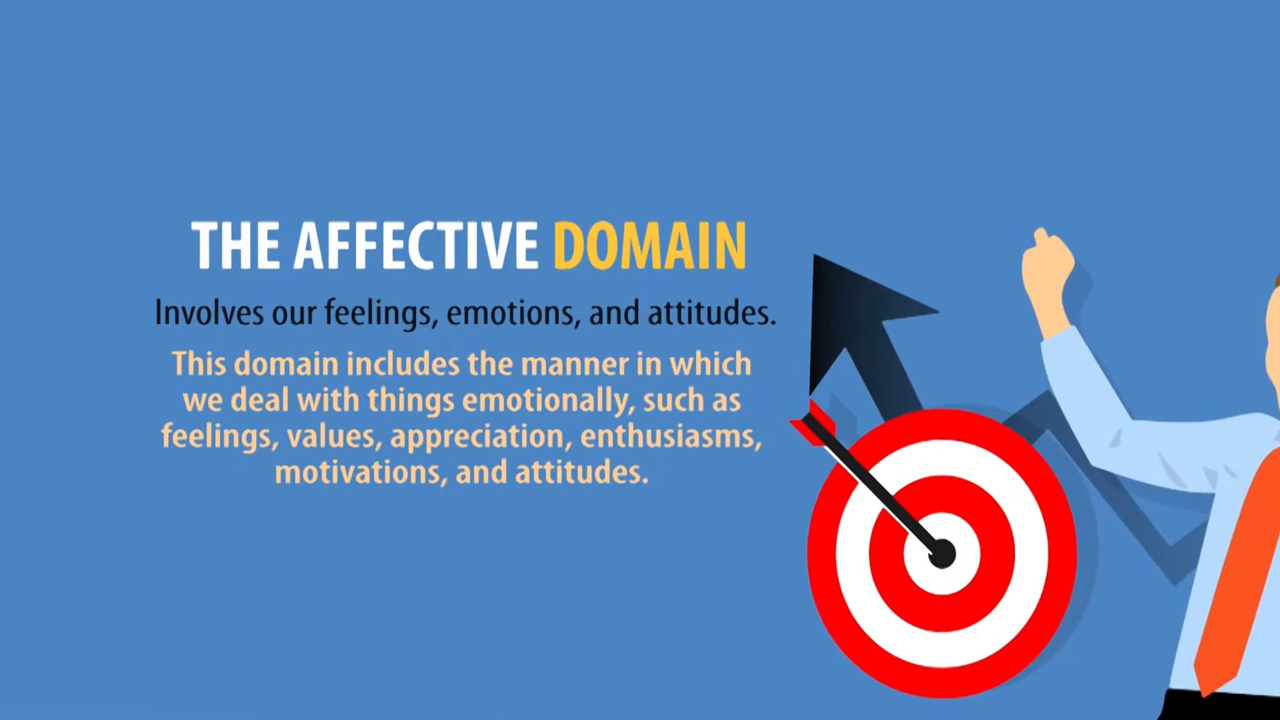 THE AFFECTIVE DOMAIN
Involves our feelings, emotions, and attitudes.
This domain includes the manner in which
we deal with things emotionally, such as
feelings, values, appreciation, enthusiasms,
motivations, and attitudes.